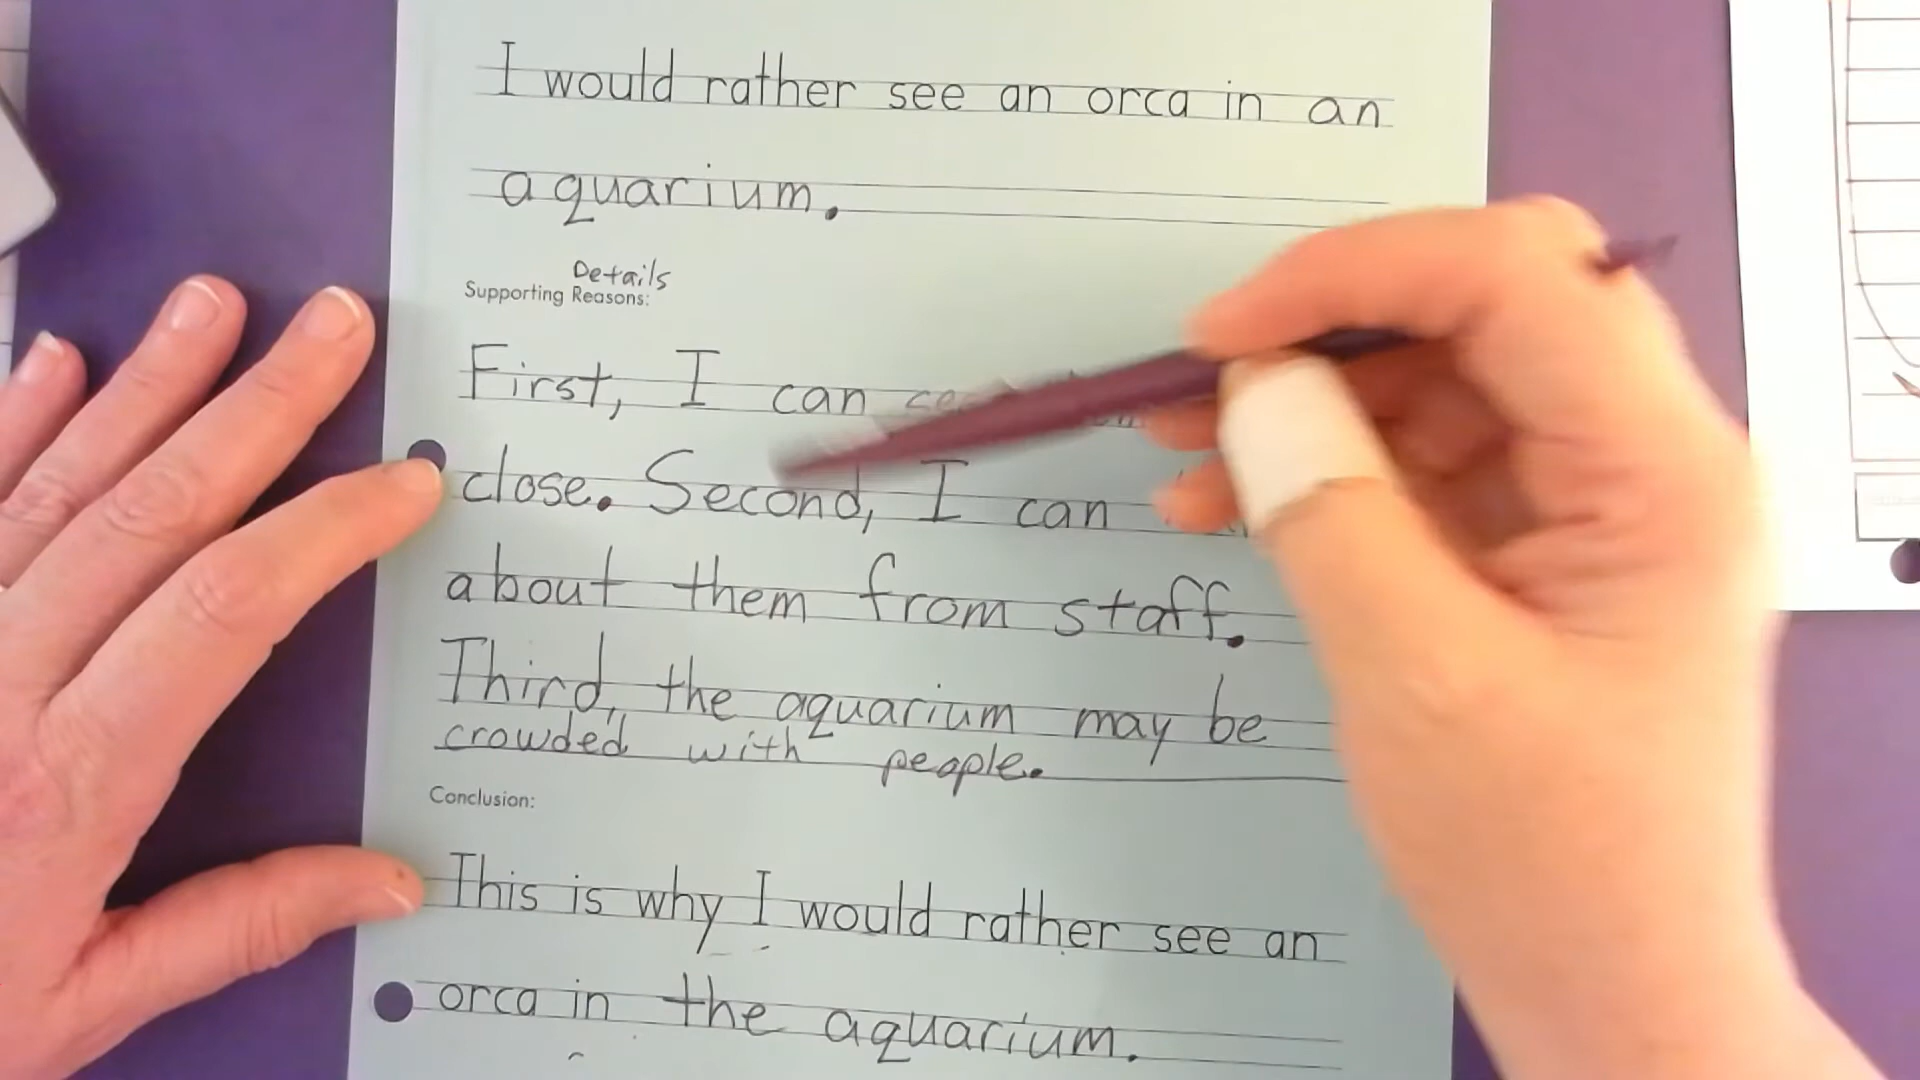 I would rather see an orca in an
aquarium.
Details
Supporting Reasons:
First, I can
close. Second, I can
about them from staff.
Third, the aquarium may be
crowded with people.
Conclusion:
This is why I would rather see an
orca in the aquarium.